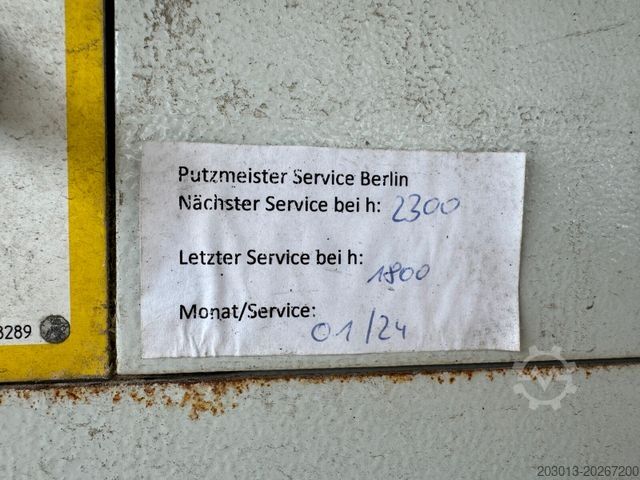 Putzmeister Service Berlin
Nächster Service bei h: 2300
Letzter Service bei h:
1800
Monat/Service:
01/24
3289
203013-20267200